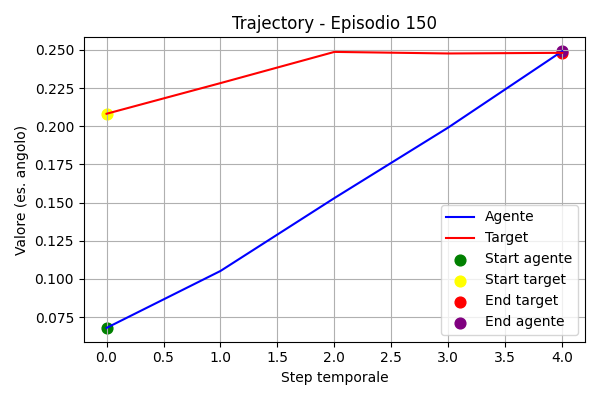 Trajectory - Episodio 150
Valore (es. angolo)
0.250
0.225
0.200
0.175
0.150
0.125
0.100
0.075
0.0 0.5 1.0 1.5 2.0 2.5 3.0 3.5 4.0
Step temporale
Agente
Target
Start agente
Start target
End target
End agente